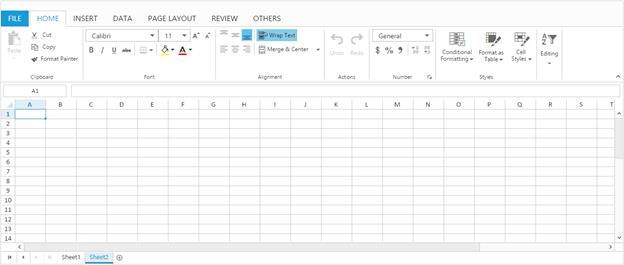 FILE HOME INSERT DATA PAGE LAYOUT REVIEW OTHERS
Paste
Cut
Copy
Format Painter
Clipboard
Calibri 11 A A
B I U abc A
Font
Wrap Text
Merge & Center
Alignment
Undo Redo
Actions
General
$ % ,
Number
Conditional Formatting
Format as Table
Cell Styles
Styles
Editing
A1
A B C D E F G H I J K L M N O P Q R S T
1
2
3
4
5
6
7
8
9
10
11
12
13
14
Sheet1 Sheet2